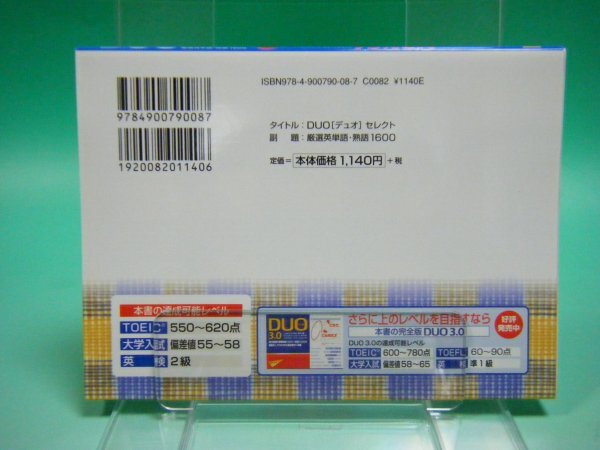 ISBN978-4-900790-08-7 C0082 ¥1140E
9784900790087
1920082011406
タイトル：DUO［デュオ］セレクト
副 題：厳選英単語・熟語1600
定価＝本体価格1,140円＋税
本書の達成可能レベル
TOEIC 550〜620点
大学入試 偏差値55〜58
英検 2級
DUO
3.0
さらに上のレベルを目指すなら
本書の完全版 DUO 3.0
好評
発売中
DUO 3.0の達成可能レベル
TOEIC 600〜780点 TOEFL 60〜90点
大学入試 偏差値58〜65 英検 準1級